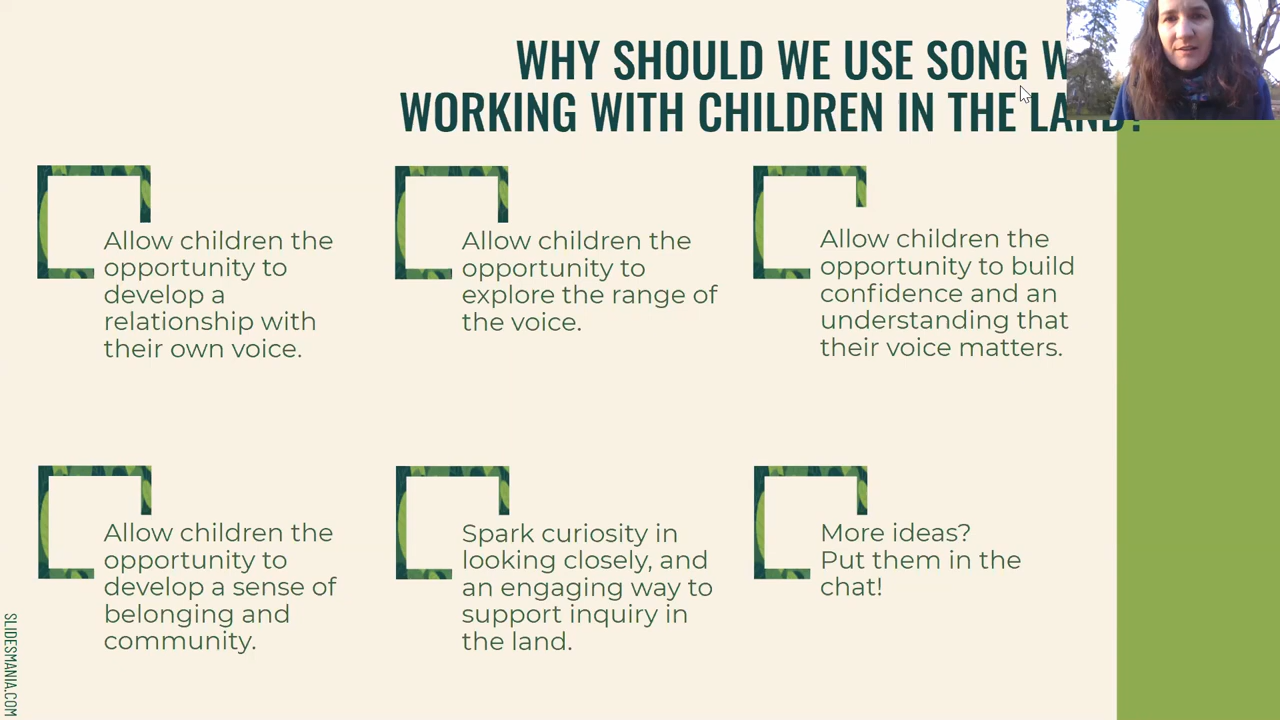 WHY SHOULD WE USE SONG
WORKING WITH CHILDREN IN THE LAND?
Allow children the
opportunity to
develop a
relationship with
their own voice.
Allow children the
opportunity to
explore the range of
the voice.
Allow children the
opportunity to build
confidence and an
understanding that
their voice matters.
Allow children the
opportunity to
develop a sense of
belonging and
community.
Spark curiosity in
looking closely, and
an engaging way to
support inquiry in
the land.
More ideas?
Put them in the
chat!
SLIDESMANIA.COM